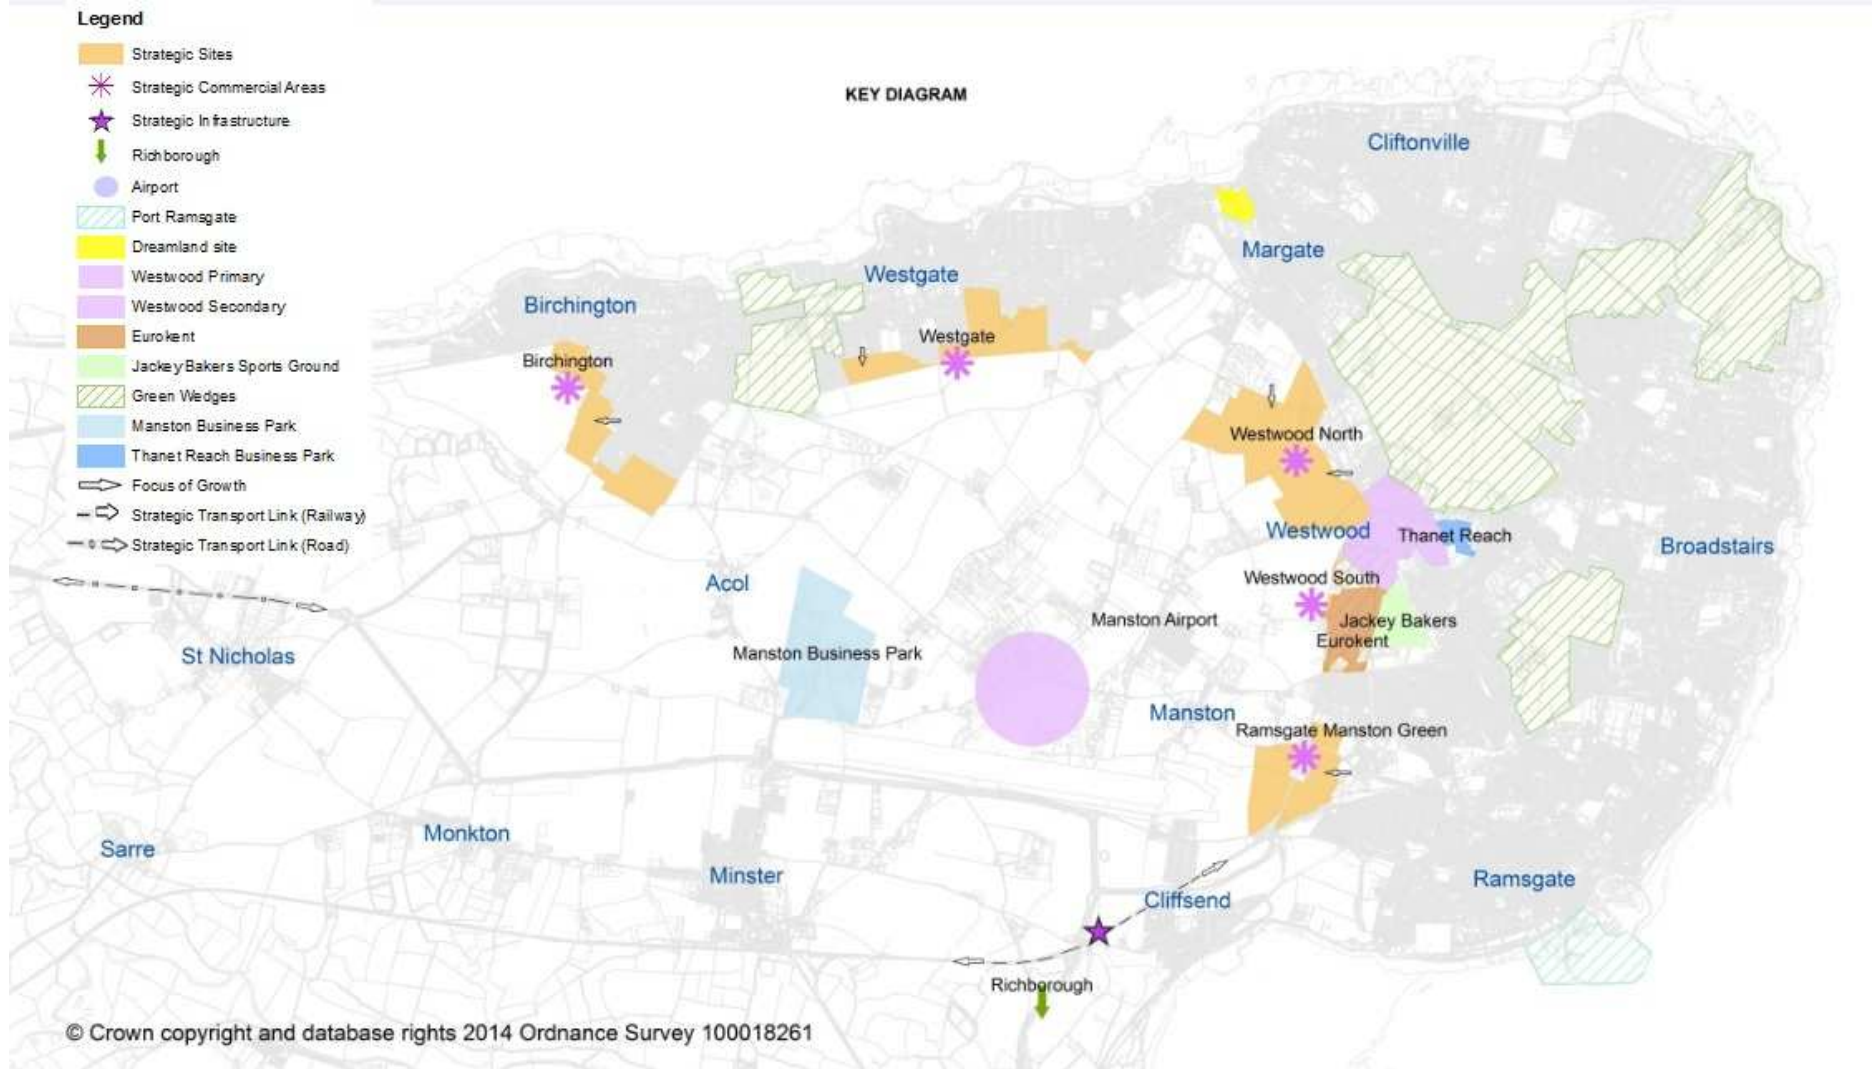 Legend
Strategic Sites
Strategic Commercial Areas
Strategic Infrastructure
Richborough
Airport
Port Ramsgate
Dreamland site
Westwood Primary
Westwood Secondary
Eurokent
Jackey Bakers Sports Ground
Green Wedges
Manston Business Park
Thanet Reach Business Park
Focus of Growth
Strategic Transport Link (Railway)
Strategic Transport Link (Road)
KEY DIAGRAM
Cliftonville
Margate
Westgate
Birchington
Westgate
Birchington
Westwood North
Westwood
Thanet Reach
Broadstairs
Westwood South
Acol
Manston Airport
Jackey Bakers
Eurokent
Manston Business Park
St Nicholas
Manston
Ramsgate Manston Green
Monkton
Sarre
Minster
Ramsgate
Cliffsend
Richborough
© Crown copyright and database rights 2014 Ordnance Survey 100018261